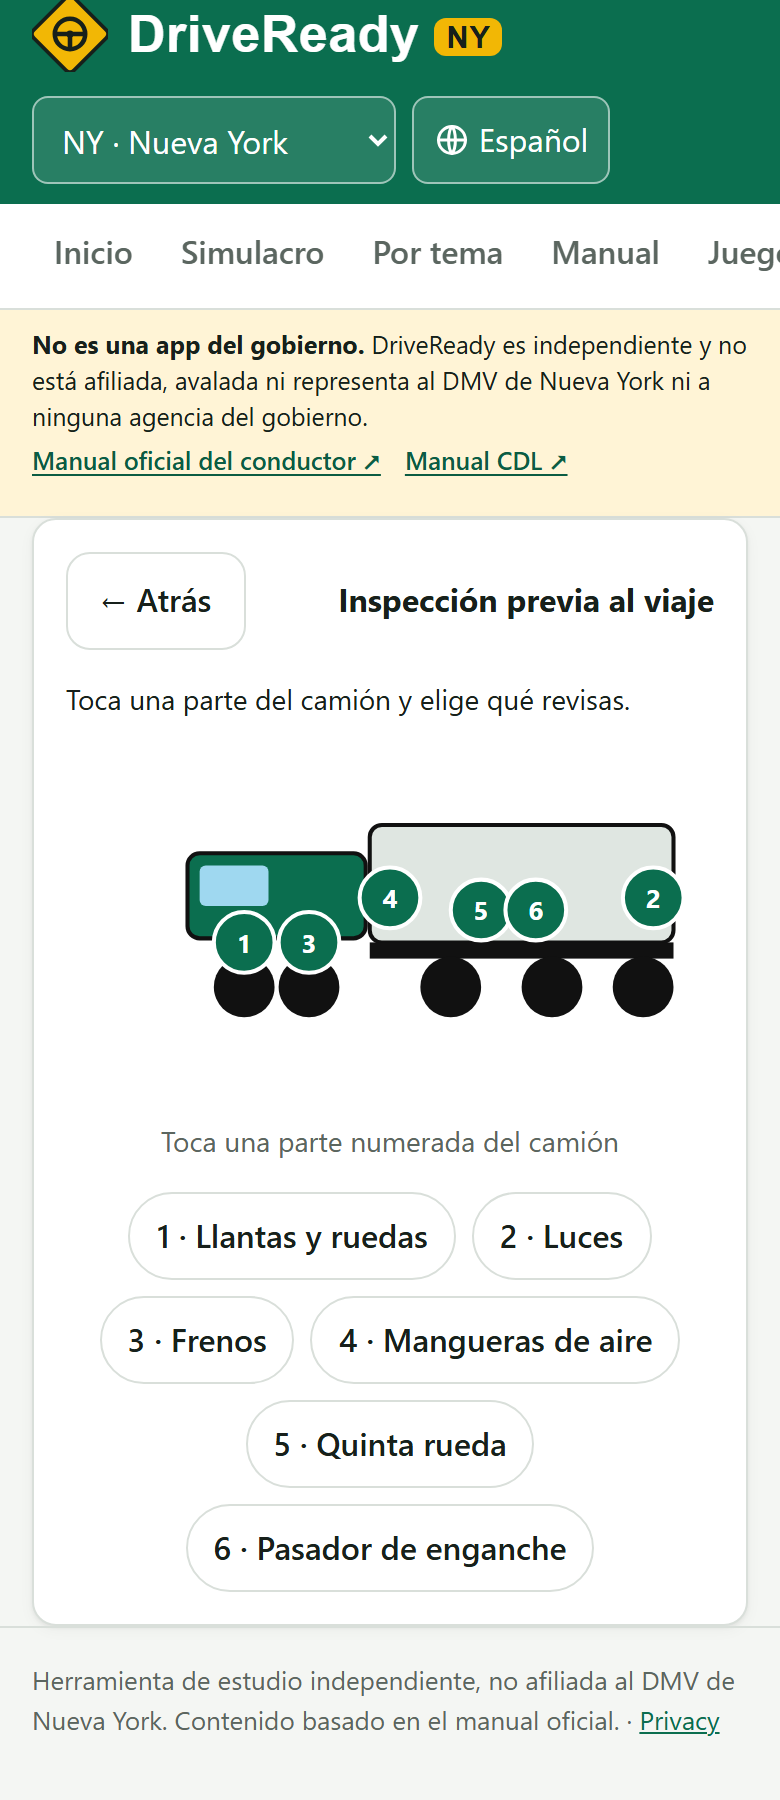 DriveReady NY
NY · Nueva York
Español
Inicio Simulacro Por tema Manual Juego
No es una app del gobierno. DriveReady es independiente y no
está afiliada, avalada ni representa al DMV de Nueva York ni a
ninguna agencia del gobierno.
Manual oficial del conductor ↗ Manual CDL ↗
← Atrás
Inspección previa al viaje
Toca una parte del camión y elige qué revisas.
4 5 6 2
1 3
Toca una parte numerada del camión
1 · Llantas y ruedas
2 · Luces
3 · Frenos
4 · Mangueras de aire
5 · Quinta rueda
6 · Pasador de enganche
Herramienta de estudio independiente, no afiliada al DMV de
Nueva York. Contenido basado en el manual oficial. · Privacy